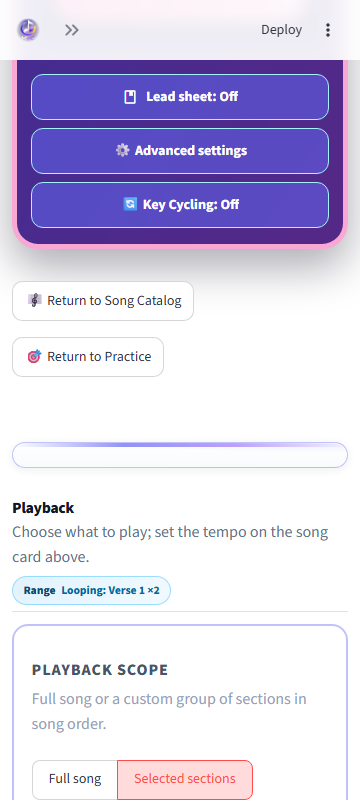 Deploy
Lead sheet: Off
Advanced settings
Key Cycling: Off
Return to Song Catalog
Return to Practice
Playback
Choose what to play; set the tempo on the song
card above.
Range Looping: Verse 1 ×2
PLAYBACK SCOPE
Full song or a custom group of sections in
song order.
Full song Selected sections